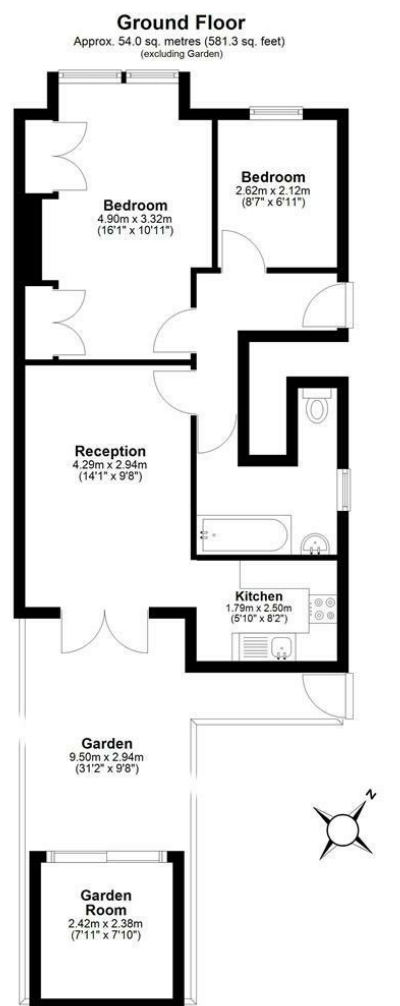 Ground Floor
Approx. 54.0 sq. metres (581.3 sq. feet)
(excluding Garden)
Bedroom
4.90m x 3.32m
(16'1" x 10'11")
Bedroom
2.62m x 2.12m
(8'7" x 6'11")
Reception
4.29m x 2.94m
(14'1" x 9'8")
Kitchen
1.79m x 2.50m
(5'10" x 8'2")
Garden
9.50m x 2.94m
(31'2" x 9'8")
N
Garden
Room
2.42m x 2.38m
(7'11" x 7'10")